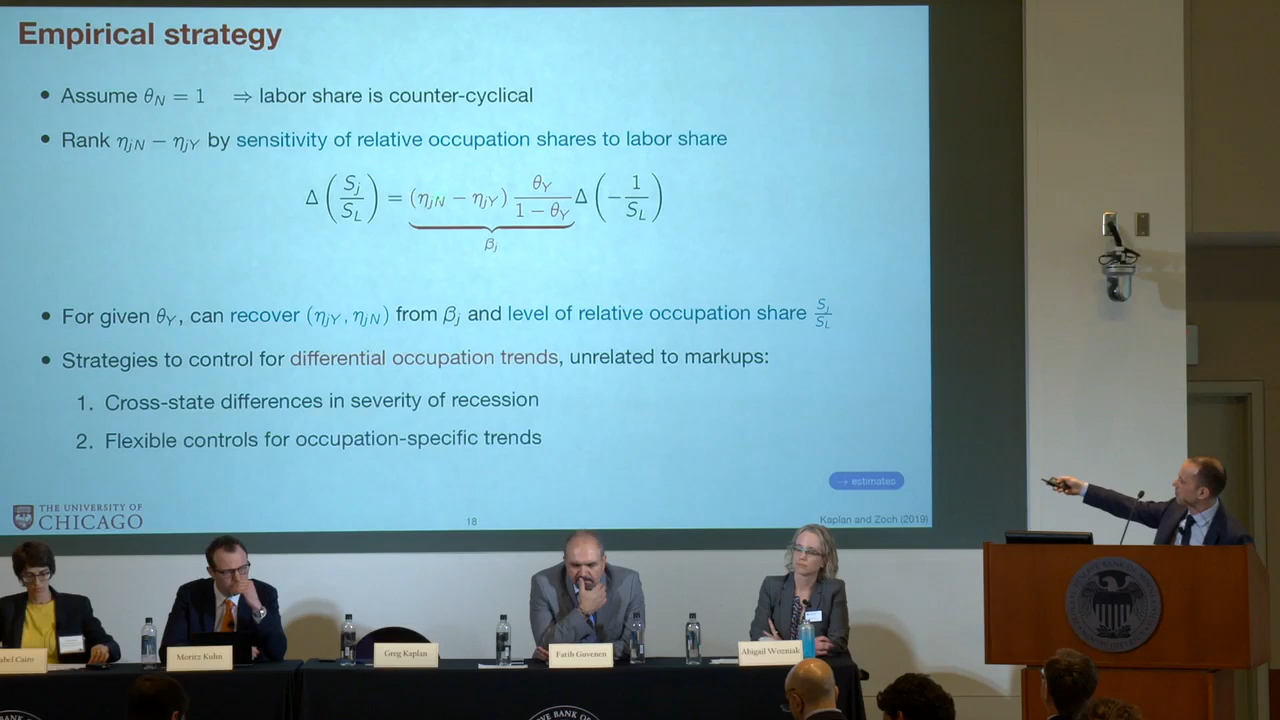 Empirical strategy
• Assume θ_N = 1 ⇒ labor share is counter-cyclical
• Rank η_jN − η_jY by sensitivity of relative occupation shares to labor share
Δ(S_j/S_L) = (η_jN − η_jY) θ_Y/(1 − θ_Y) Δ(−1/S_L)
β_j
• For given θ_Y, can recover (η_jY, η_jN) from β_j and level of relative occupation share S_j/S_L
• Strategies to control for differential occupation trends, unrelated to markups:
1. Cross-state differences in severity of recession
2. Flexible controls for occupation-specific trends
→ estimates
THE UNIVERSITY OF
CHICAGO
18
Kaplan and Zoch (2019)
Cairo
Moritz Kuhn
Greg Kaplan
Fatih Guvenen
Abigail Wozniak
BANK OF